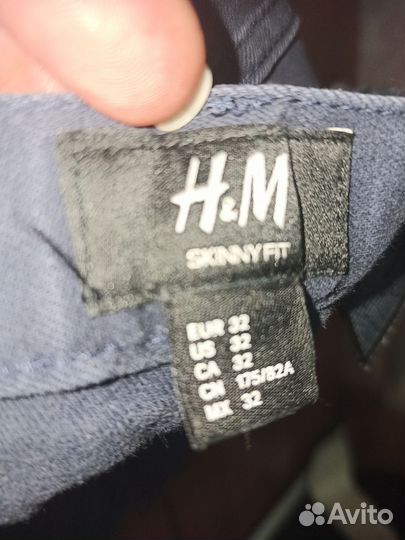 H&M
SKINNY FIT
EUR 32
US 32
CA 32
CN 175/82A
MX 32
Avito